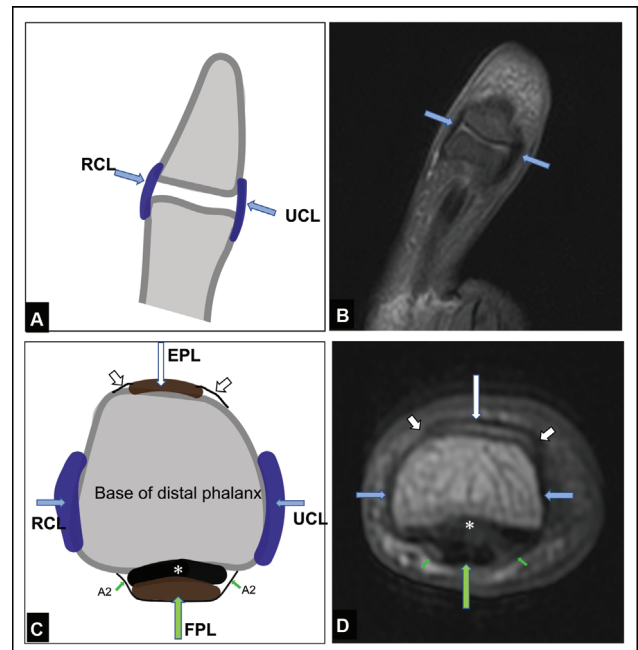 RCL
UCL
A
B
EPL
Base of distal phalanx
RCL
UCL
*
A2
A2
FPL
C
*
D